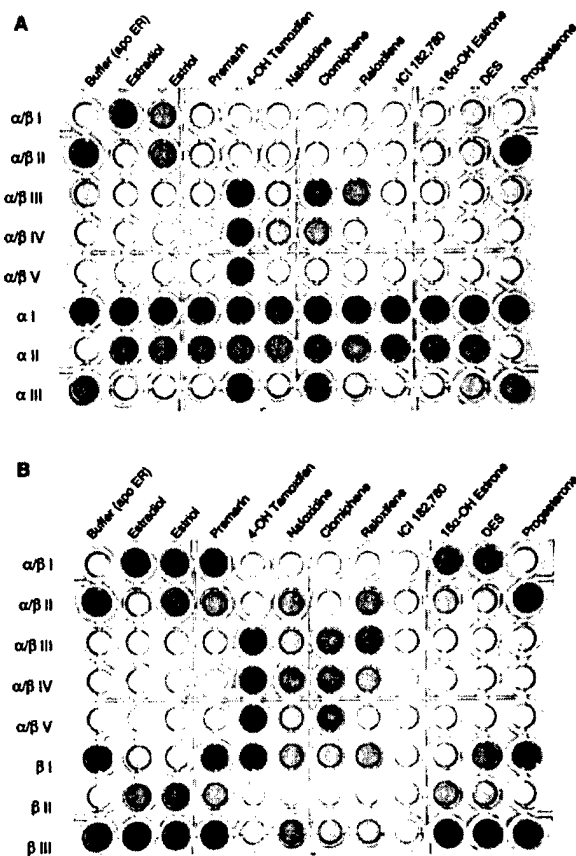 A
Buffer (apo ER)
Estradiol
Estriol
Premarin
4-OH Tamoxifen
Nafoxidine
Clomiphene
Raloxifene
ICI 182,780
16α-OH Estrone
DES
Progesterone
α/β I
α/β II
α/β III
α/β IV
α/β V
α I
α II
α III
B
Buffer (apo ER)
Estradiol
Estriol
Premarin
4-OH Tamoxifen
Nafoxidine
Clomiphene
Raloxifene
ICI 182,780
16α-OH Estrone
DES
Progesterone
α/β I
α/β II
α/β III
α/β IV
α/β V
β I
β II
β III